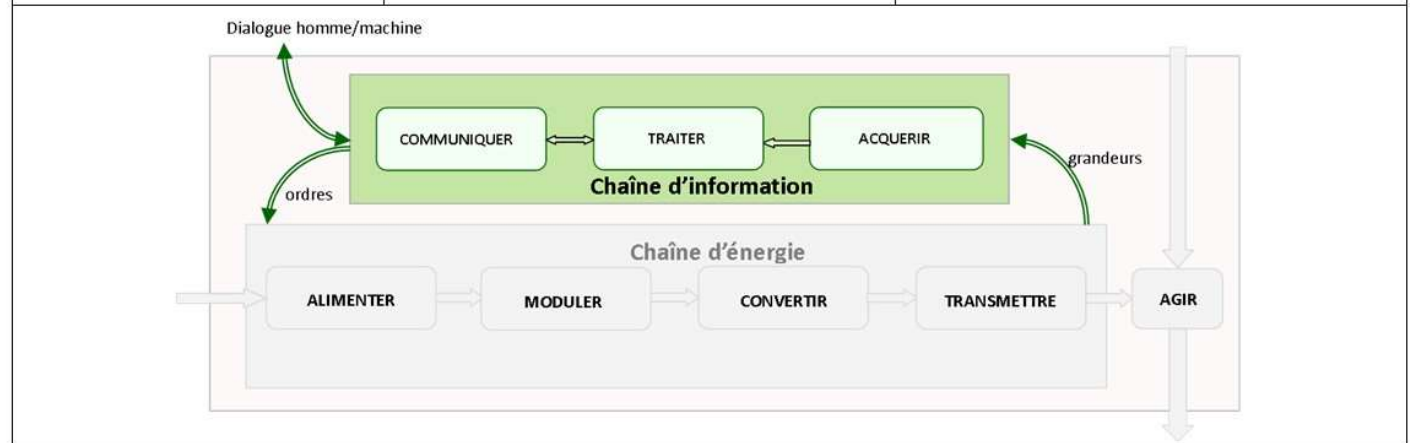 Dialogue homme/machine
COMMUNIQUER
TRAITER
ACQUERIR
grandeurs
Chaîne d'information
ordres
Chaîne d'énergie
ALIMENTER
MODULER
CONVERTIR
TRANSMETTRE
AGIR